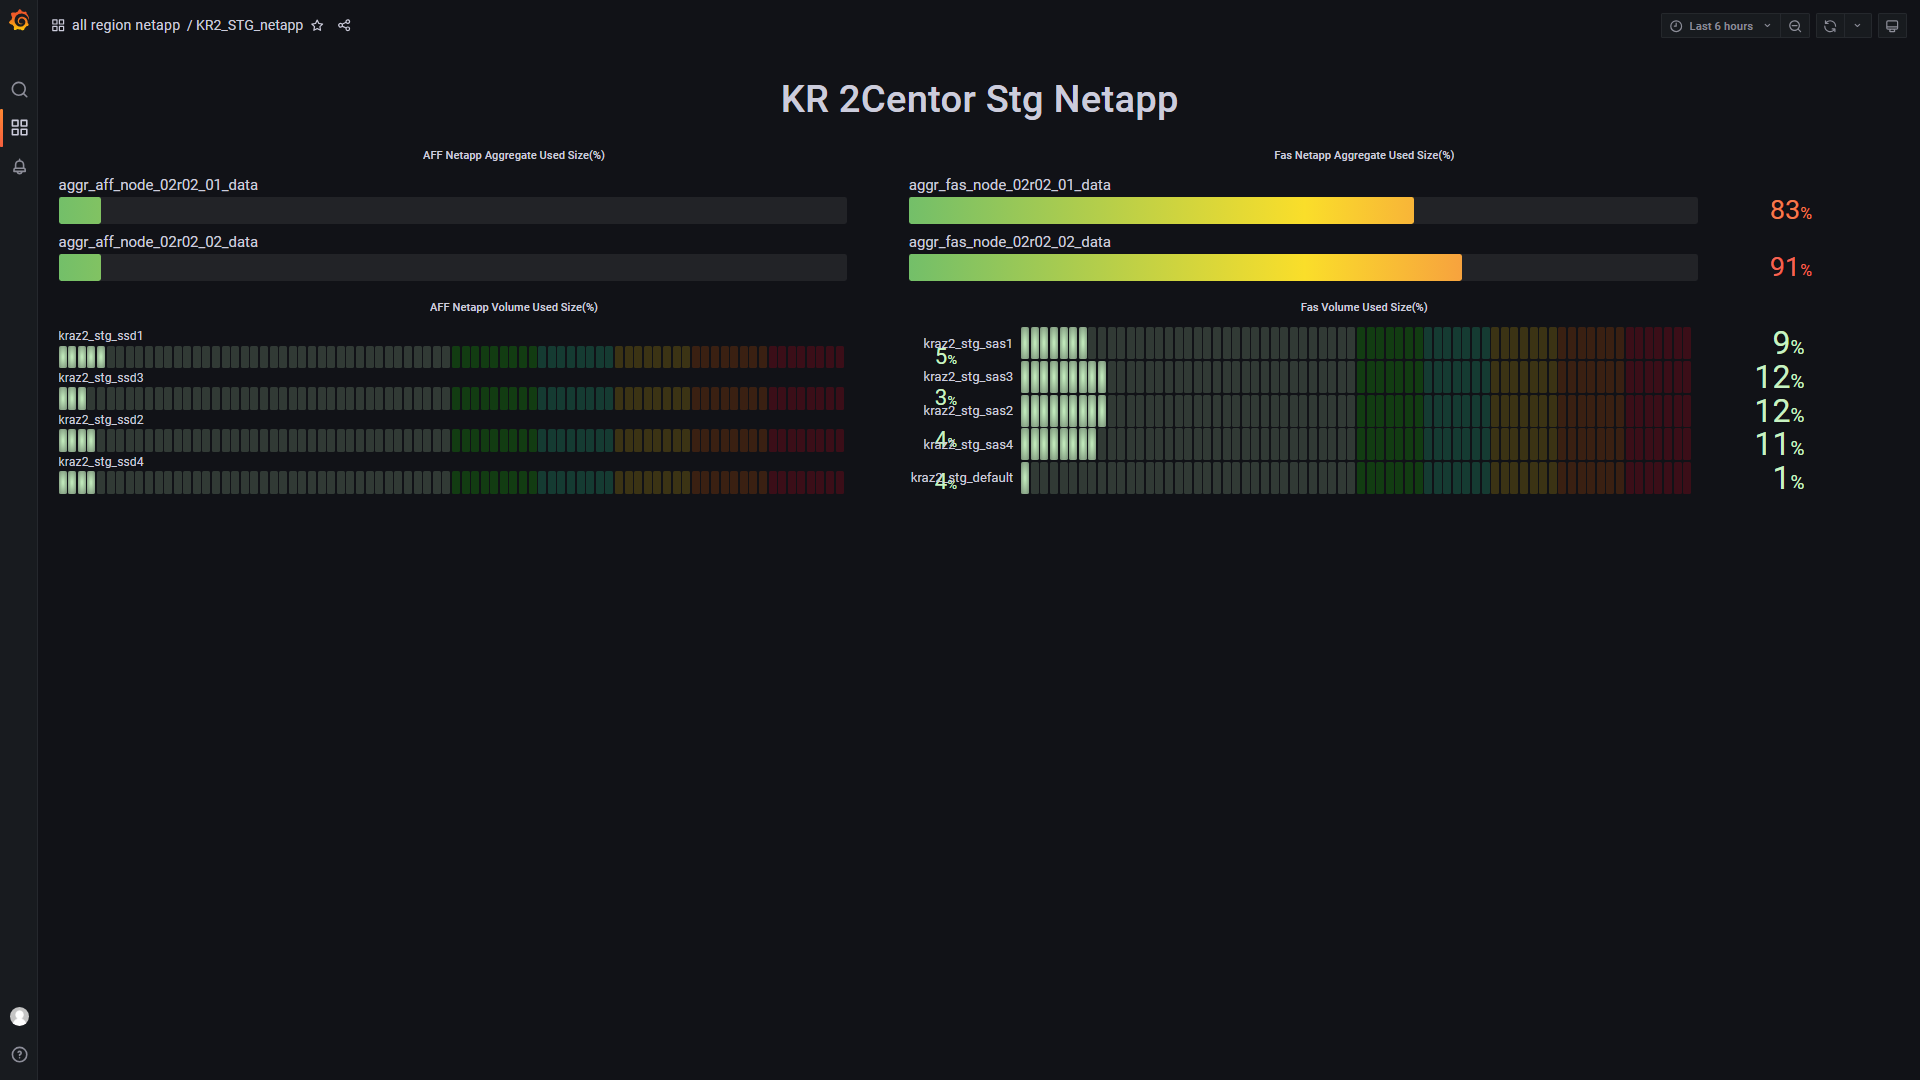 all region netapp / KR2_STG_netapp
Last 6 hours
KR 2Centor Stg Netapp
AFF Netapp Aggregate Used Size(%)
aggr_aff_node_02r02_01_data
aggr_aff_node_02r02_02_data
Fas Netapp Aggregate Used Size(%)
aggr_fas_node_02r02_01_data
83%
aggr_fas_node_02r02_02_data
91%
AFF Netapp Volume Used Size(%)
kraz2_stg_ssd1
5%
kraz2_stg_ssd3
3%
kraz2_stg_ssd2
4%
kraz2_stg_ssd4
4%
Fas Volume Used Size(%)
kraz2_stg_sas1
9%
kraz2_stg_sas3
12%
kraz2_stg_sas2
12%
kraz2_stg_sas4
11%
kraz2_stg_default
1%